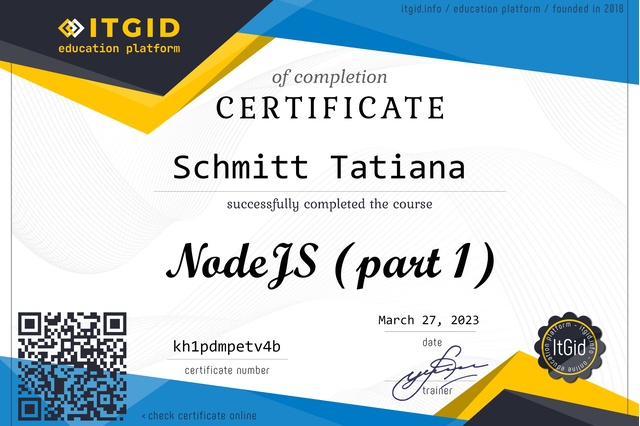 ITGID
education platform
itgid.info / education platform / founded in 2018
of completion
CERTIFICATE
Schmitt Tatiana
successfully completed the course
NodeJS (part 1)
kh1pdmpetv4b
certificate number
March 27, 2023
date
trainer
education platform - itgid.info - online
ItGid
< check certificate online